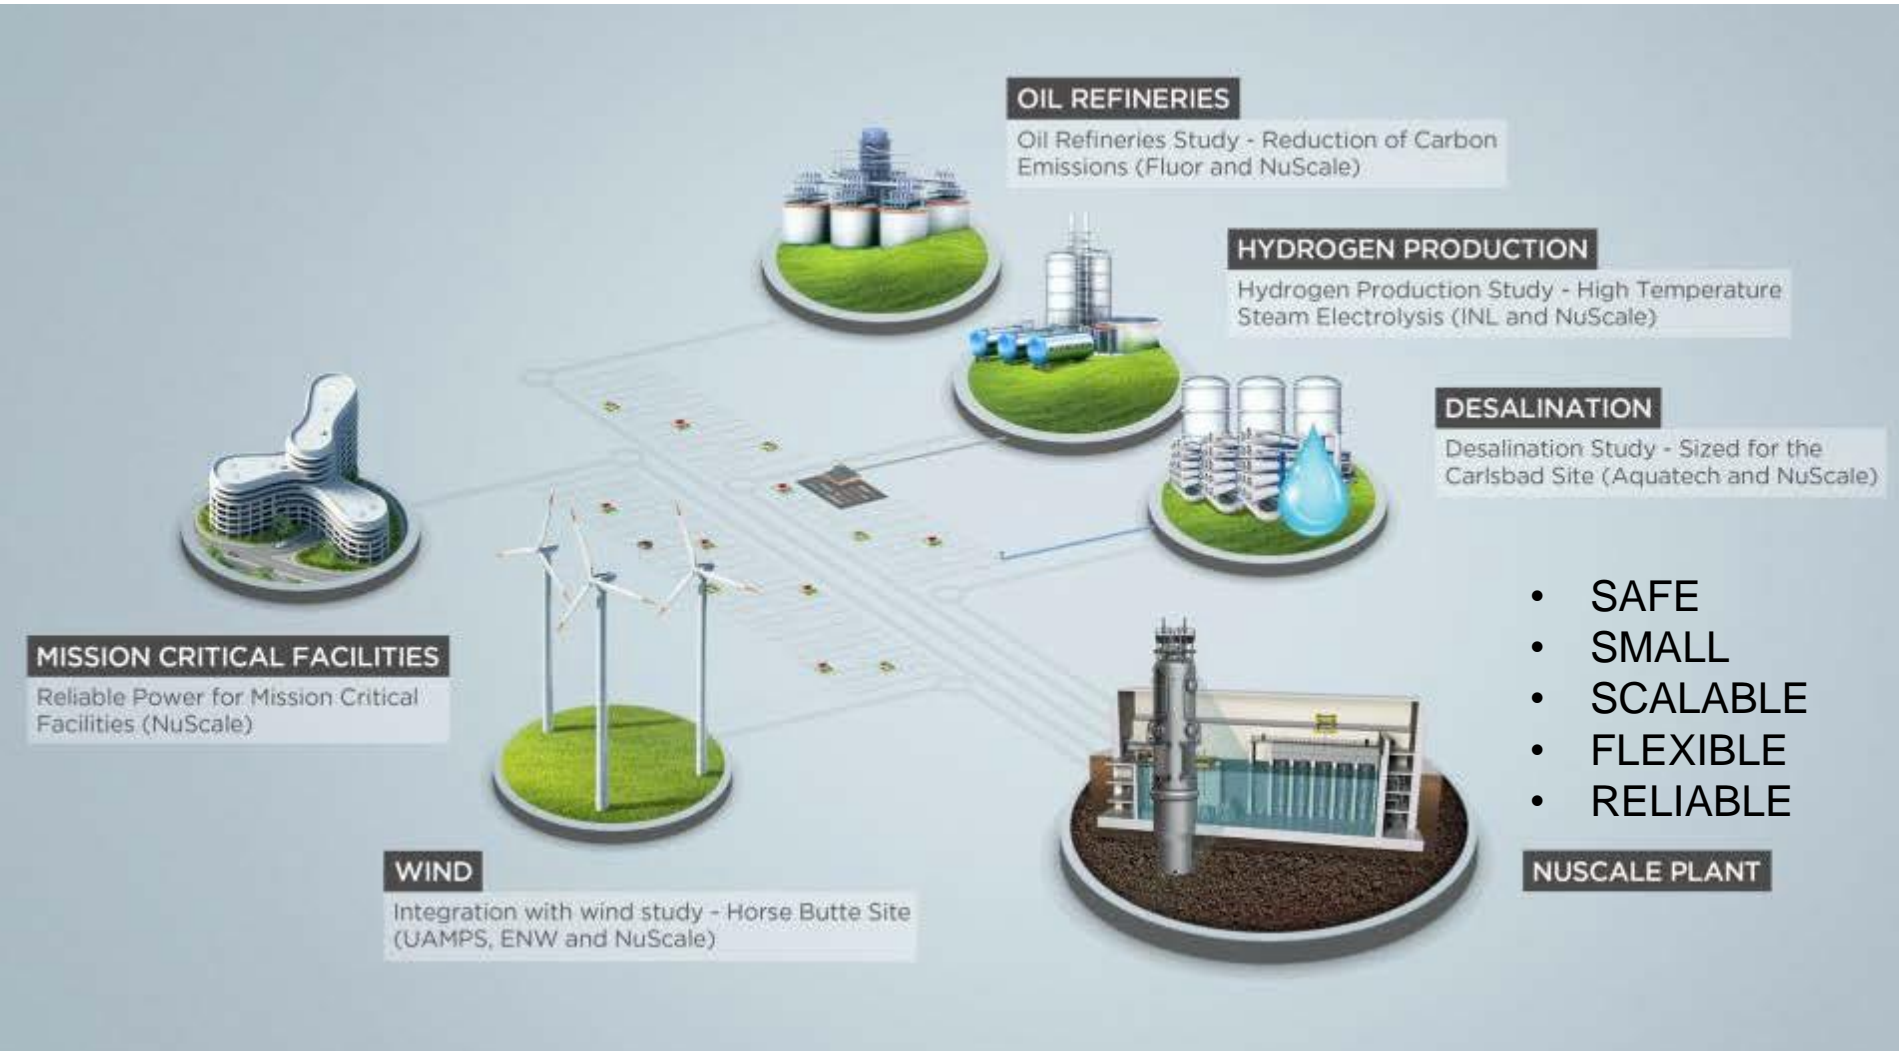 OIL REFINERIES
Oil Refineries Study - Reduction of Carbon
Emissions (Fluor and NuScale)
HYDROGEN PRODUCTION
Hydrogen Production Study - High Temperature
Steam Electrolysis (INL and NuScale)
DESALINATION
Desalination Study - Sized for the
Carlsbad Site (Aquatech and NuScale)
• SAFE
• SMALL
• SCALABLE
• FLEXIBLE
• RELIABLE
NUSCALE PLANT
MISSION CRITICAL FACILITIES
Reliable Power for Mission Critical
Facilities (NuScale)
WIND
Integration with wind study - Horse Butte Site
(UAMPS, ENW and NuScale)